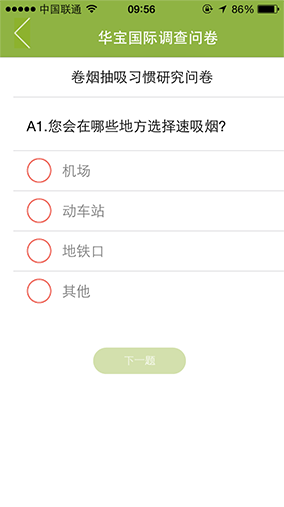 中国联通 09:56 86%
华宝国际调查问卷
卷烟抽吸习惯研究问卷
A1.您会在哪些地方选择速吸烟?
机场
动车站
地铁口
其他
下一题